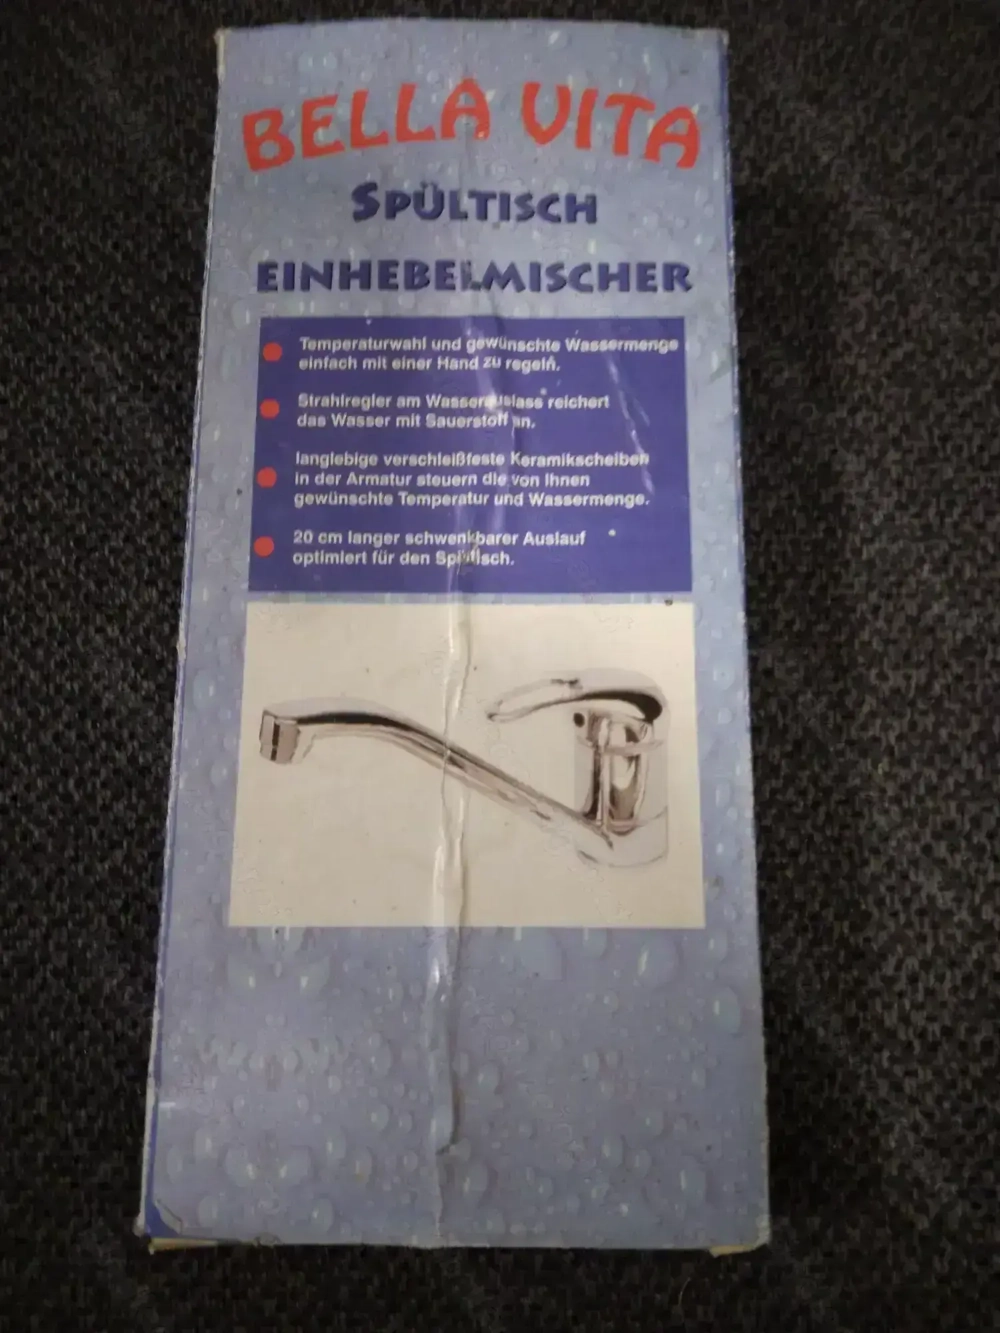 BELLA VITA
SPÜLTISCH
EINHEBELMISCHER
Temperaturwahl und gewünschte Wassermenge
einfach mit einer Hand zu regeln.
Strahlregler am Wasserauslass reichert
das Wasser mit Sauerstoff an.
langlebige verschleißfeste Keramikscheiben
in der Armatur steuern die von Ihnen
gewünschte Temperatur und Wassermenge.
20 cm langer schwenkbarer Auslauf
optimiert für den Spültisch.